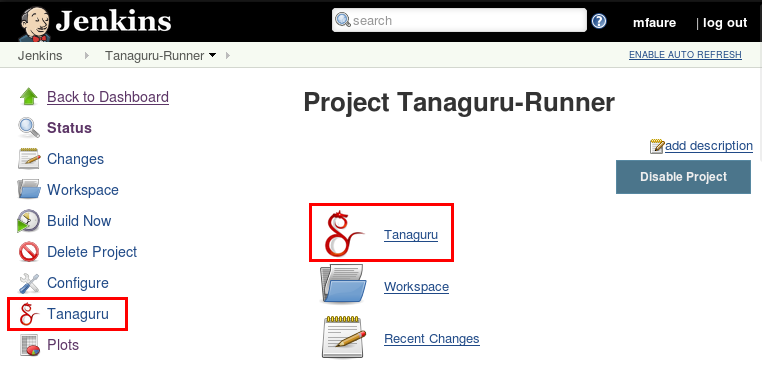 Jenkins
search
mfaure | log out
Jenkins Tanaguru-Runner
ENABLE AUTO REFRESH
Back to Dashboard
Status
Changes
Workspace
Build Now
Delete Project
Configure
Tanaguru
Plots
Project Tanaguru-Runner
add description
Disable Project
Tanaguru
Workspace
Recent Changes